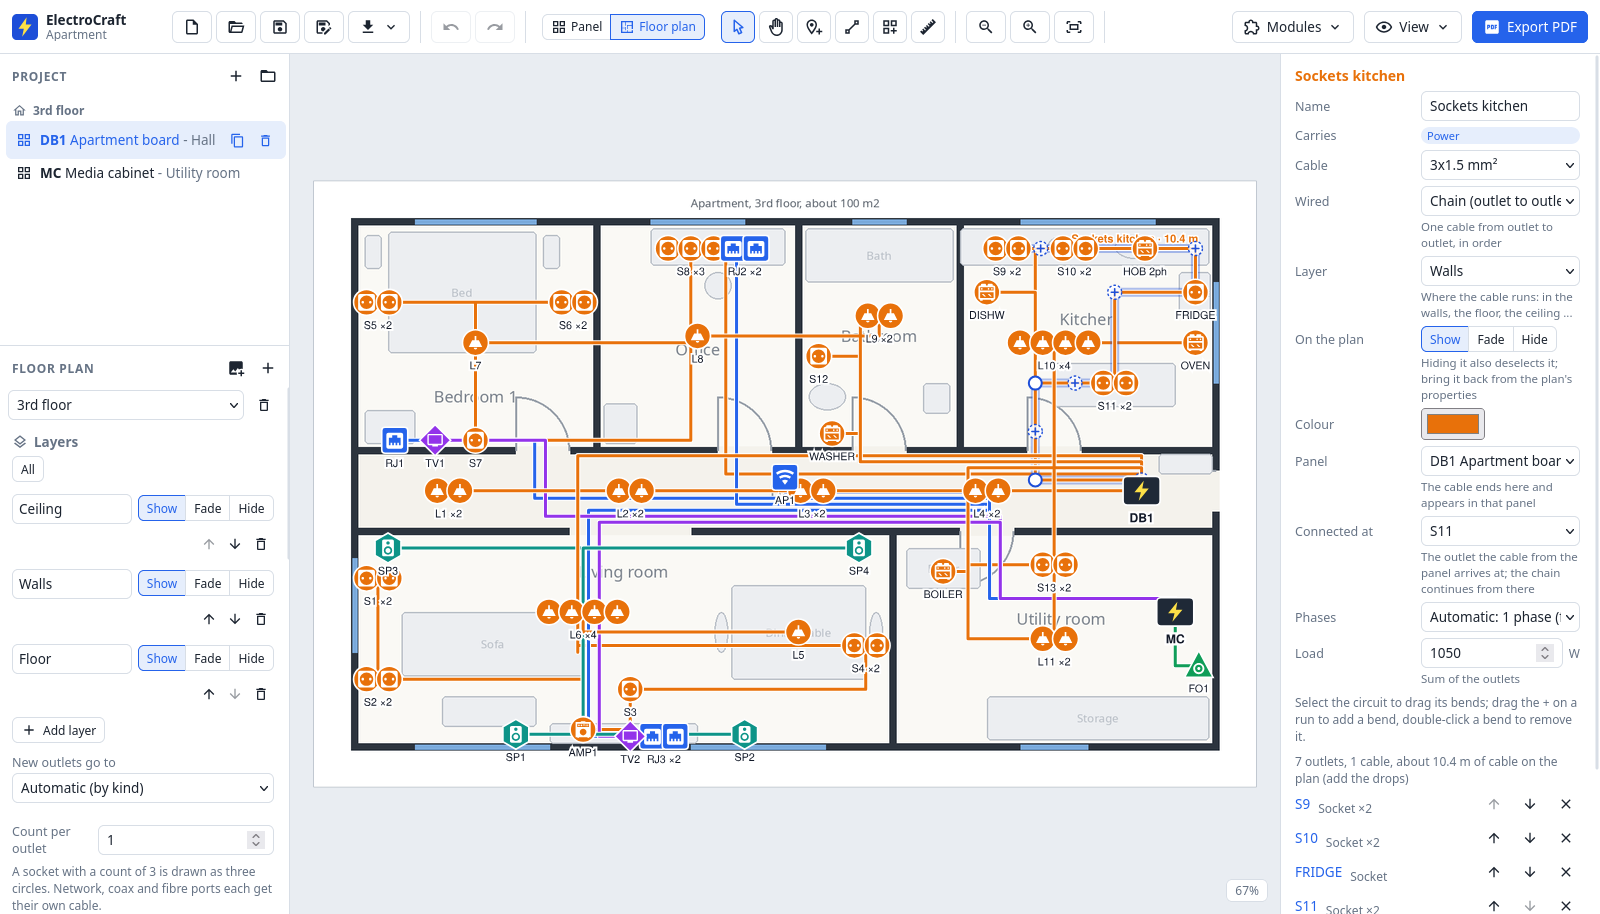 ElectroCraft
Apartment
Panel
Floor plan
Modules
View
Export PDF
PROJECT
3rd floor
DB1 Apartment board - Hall
MC Media cabinet - Utility room
FLOOR PLAN
3rd floor
Layers
All
Ceiling
Show Fade Hide
Walls
Show Fade Hide
Floor
Show Fade Hide
Add layer
New outlets go to
Automatic (by kind)
Count per
outlet
1
A socket with a count of 3 is drawn as three
circles. Network, coax and fibre ports each get
their own cable.
Apartment, 3rd floor, about 100 m2
Bath
S8 ×3
RJ2 ×2
S9 ×2
S10 ×2
HOB 2ph
Bed
S5 ×2
S6 ×2
DISHW
FRIDGE
Kitchen
L9 ×2
L7
L8
S12
L10 ×4
OVEN
Bedroom 1
S11 ×2
RJ1
TV1
S7
WASHER
L1 ×2
L2 ×2
AP1
L3 ×2
L4 ×2
DB1
SP3
SP4
S1 ×2
S13 ×2
BOILER
Utility room
L6 ×4
Sofa
L5
S4 ×2
L11 ×2
MC
S2 ×2
S3
FO1
Storage
SP1
AMP1
TV2
RJ3 ×2
SP2
67%
Sockets kitchen
Name
Sockets kitchen
Carries
Power
Cable
3x1.5 mm²
Wired
Chain (outlet to outle
One cable from outlet to
outlet, in order
Layer
Walls
Where the cable runs: in the
walls, the floor, the ceiling ...
On the plan
Show Fade Hide
Hiding it also deselects it;
bring it back from the plan's
properties
Colour
Panel
DB1 Apartment boar
The cable ends here and
appears in that panel
Connected at
S11
The outlet the cable from the
panel arrives at; the chain
continues from there
Phases
Automatic: 1 phase (1
Load
1050
W
Sum of the outlets
Select the circuit to drag its bends; drag the + on a
run to add a bend, double-click a bend to remove
it.
7 outlets, 1 cable, about 10.4 m of cable on the
plan (add the drops)
S9 Socket ×2
S10 Socket ×2
FRIDGE Socket
S11 Socket ×2